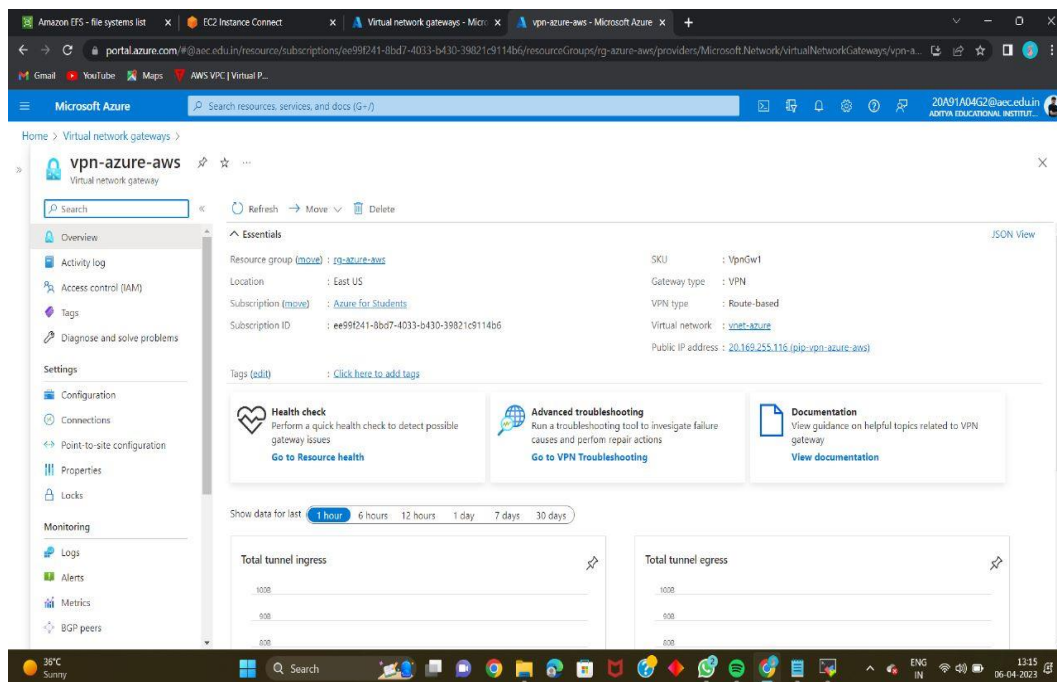 Amazon EFS - file systems list
EC2 Instance Connect
Virtual network gateways - Micro
vpn-azure-aws - Microsoft Azure
portal.azure.com/#@aec.edu.in/resource/subscriptions/ee99f241-8bd7-4033-b430-39821c9114b6/resourceGroups/rg-azure-aws/providers/Microsoft.Network/virtualNetworkGateways/vpn-a...
Gmail YouTube Maps AWS VPC | Virtual P...
Microsoft Azure
Search resources, services, and docs (G+/)
20A91A04G2@aec.edu.in
ADITYA EDUCATIONAL INSTITUT...
Home > Virtual network gateways >
vpn-azure-aws
Virtual network gateway
Search
Refresh Move Delete
Overview
Activity log
Access control (IAM)
Tags
Diagnose and solve problems
Settings
Configuration
Connections
Point-to-site configuration
Properties
Locks
Monitoring
Logs
Alerts
Metrics
BGP peers
Essentials
JSON View
Resource group (move) : rg-azure-aws
Location : East US
Subscription (move) : Azure for Students
Subscription ID : ee99f241-8bd7-4033-b430-39821c9114b6
SKU : VpnGw1
Gateway type : VPN
VPN type : Route-based
Virtual network : vnet-azure
Public IP address : 20.169.255.116 (pip-vpn-azure-aws)
Tags (edit) : Click here to add tags
Health check
Perform a quick health check to detect possible
gateway issues
Go to Resource health
Advanced troubleshooting
Run a troubleshooting tool to invesigate failure
causes and perfom repair actions
Go to VPN Troubleshooting
Documentation
View guidance on helpful topics related to VPN
gateway
View documentation
Show data for last 1 hour 6 hours 12 hours 1 day 7 days 30 days
Total tunnel ingress
100B
90B
80B
Total tunnel egress
100B
90B
80B
36°C
Sunny
Search
ENG
IN
13:15
06-04-2023